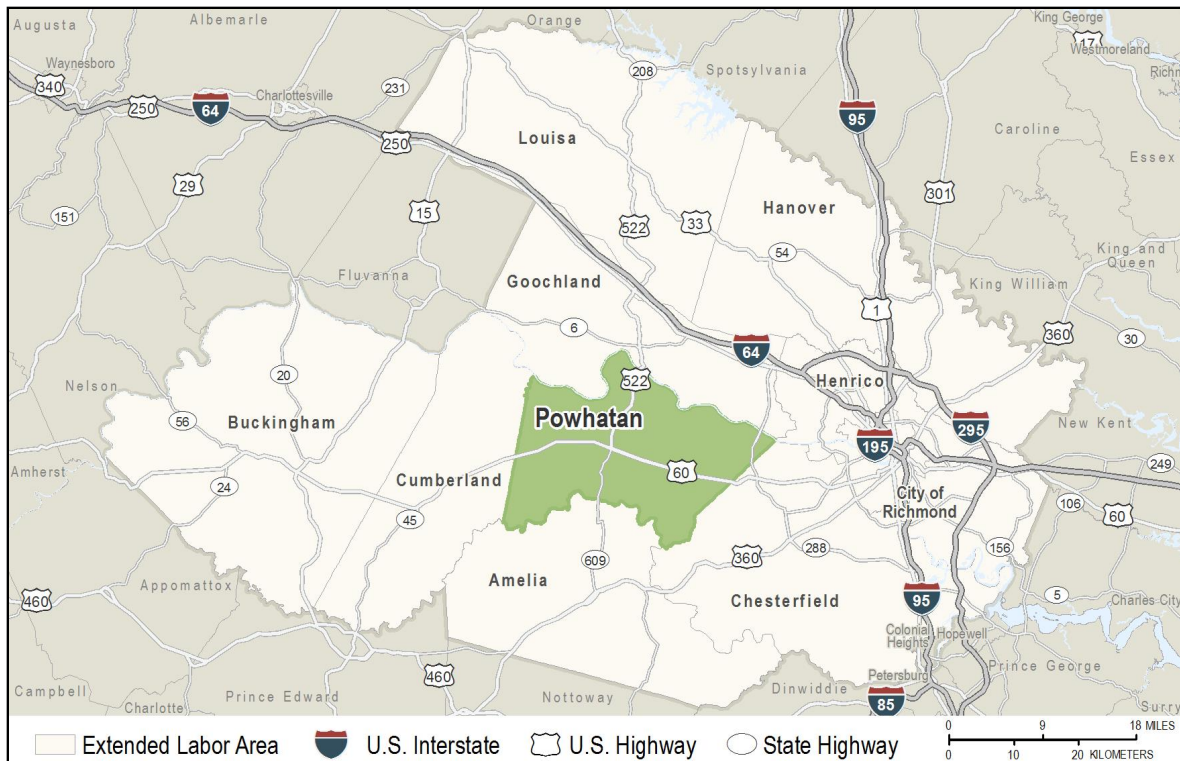 Augusta
Albemarle
Orange
King George
17
Westmoreland
Waynesboro
340
250
64
Charlottesville
231
208
Spotsylvania
95
Caroline
Essex
250
Louisa
29
15
301
151
522
33
Hanover
54
King and
Queen
Fluvanna
Goochland
King William
1
6
360
30
64
Nelson
20
522
Henrico
56
Buckingham
Powhatan
295
New Kent
195
Amherst
60
249
24
Cumberland
City of
Richmond
106
60
45
360
288
156
609
Appomattox
Amelia
5
460
Chesterfield
95
Charles City
Colonial
Heights
Hopewell
460
Prince George
Petersburg
Campbell
Prince Edward
Nottoway
Dinwiddie
85
Charlotte
Surry
0 9 18 MILES
Extended Labor Area
U.S. Interstate
U.S. Highway
State Highway
0 10 20 KILOMETERS